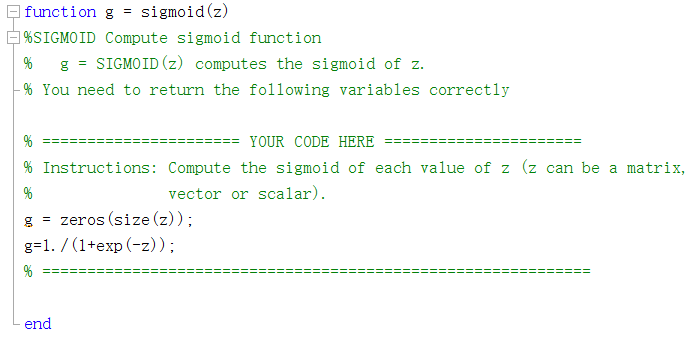 function g = sigmoid(z)
%SIGMOID Compute sigmoid function
%   g = SIGMOID(z) computes the sigmoid of z.
% You need to return the following variables correctly
% ====================== YOUR CODE HERE ======================
% Instructions: Compute the sigmoid of each value of z (z can be a matrix,
%               vector or scalar).
g = zeros(size(z));
g=1./(1+exp(-z));
% =============================================================
end